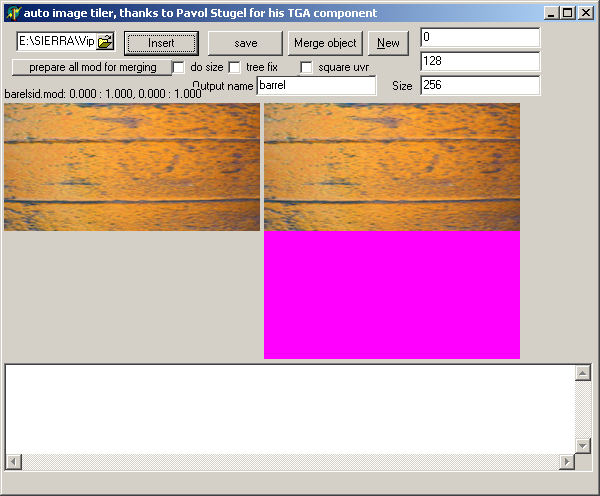 auto image tiler, thanks to Pavol Stugel for his TGA component
E:\SIERRA\Vip
Insert
save
Merge object
New
0
prepare all mod for merging
do size
tree fix
square uvr
128
Output name
barrel
Size
256
barelsid.mod: 0.000 : 1.000, 0.000 : 1.000